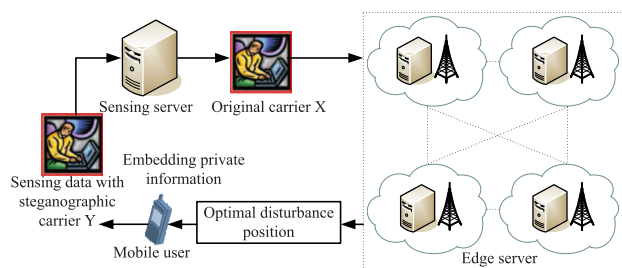 Sensing server
Original carrier X
Sensing data with
steganographic
carrier Y
Embedding private
information
Mobile user
Optimal disturbance
position
Edge server